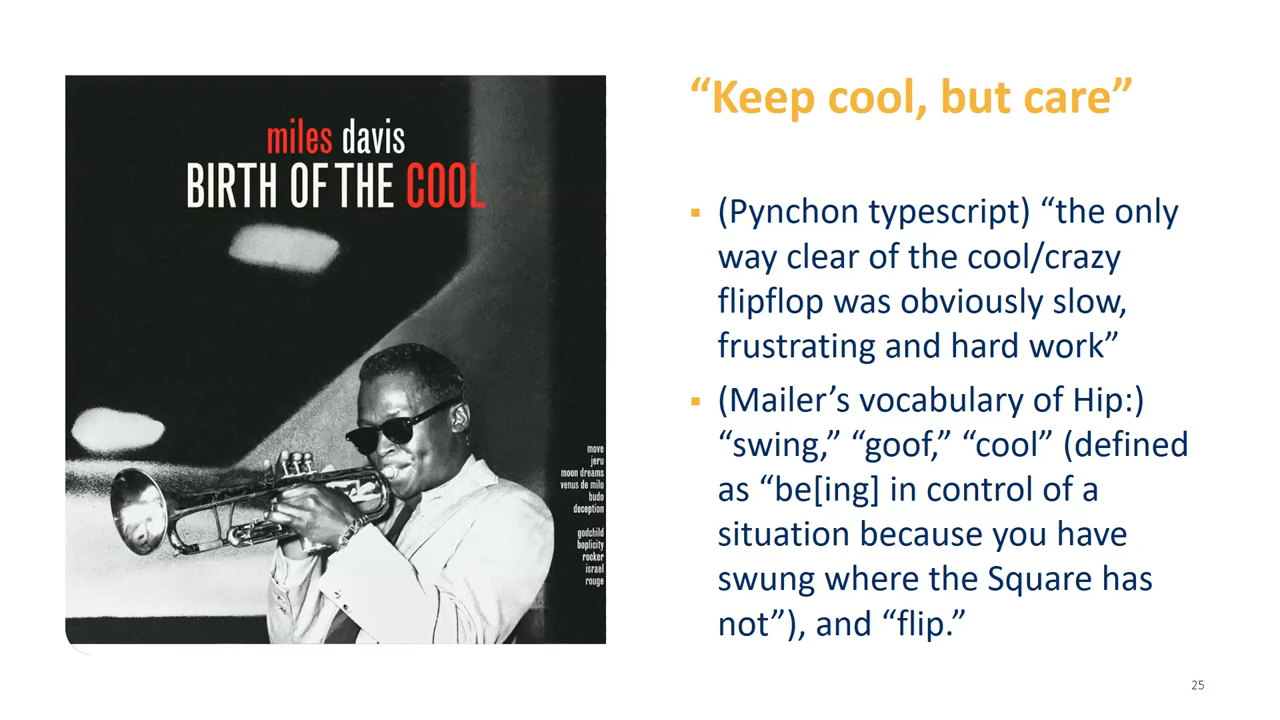 miles davis
BIRTH OF THE COOL
move
jeru
moon dreams
venus de milo
budo
deception
godchild
boplicity
rocker
israel
rouge
“Keep cool, but care”
▪ (Pynchon typescript) “the only
way clear of the cool/crazy
flipflop was obviously slow,
frustrating and hard work”
▪ (Mailer’s vocabulary of Hip:)
“swing,” “goof,” “cool” (defined
as “be[ing] in control of a
situation because you have
swung where the Square has
not”), and “flip.”
25